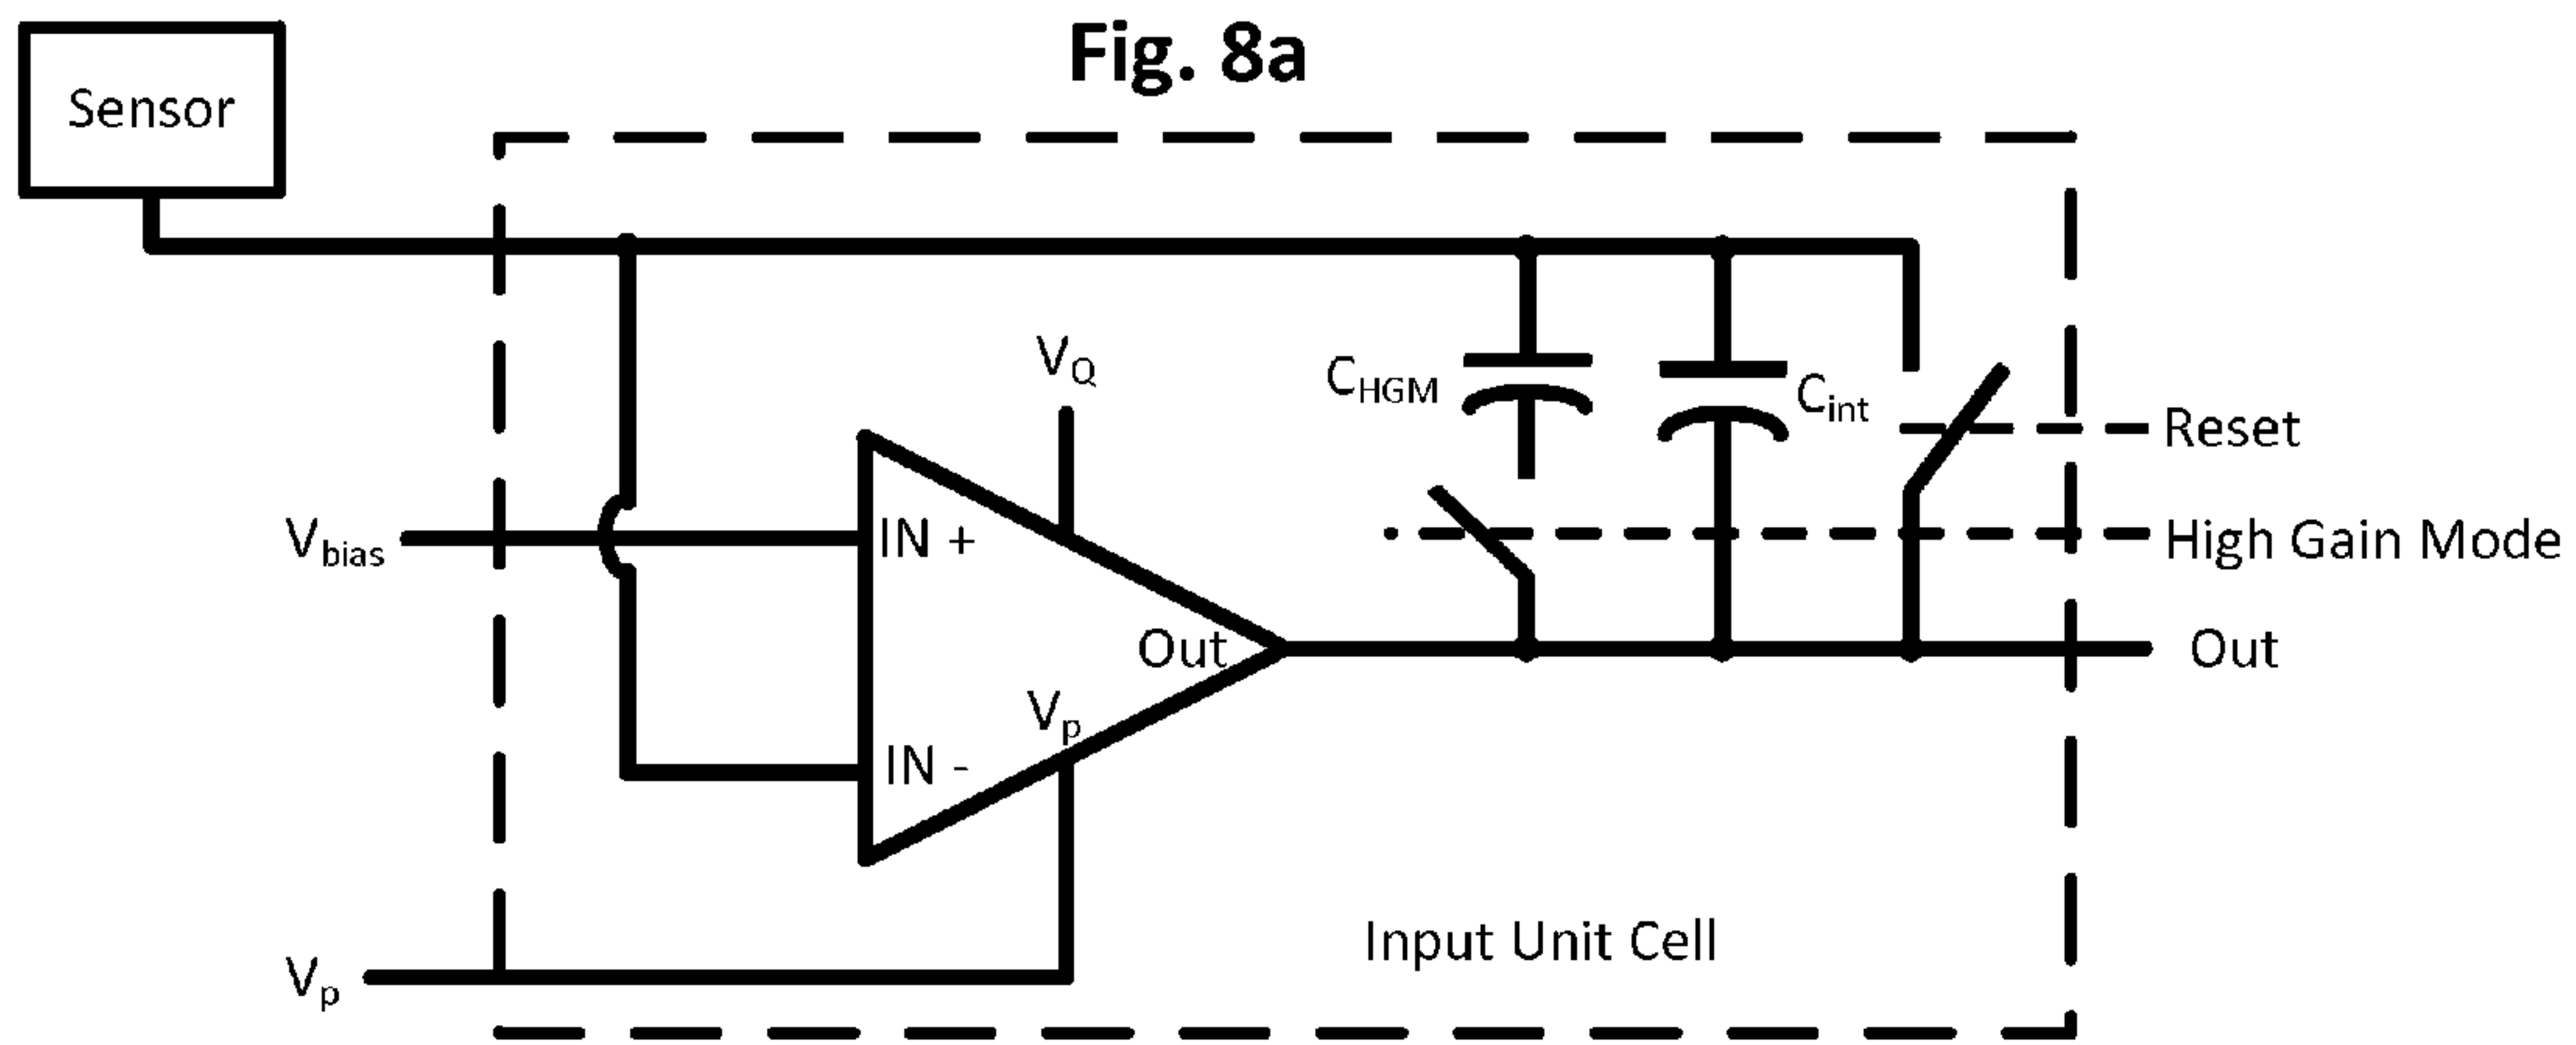 Fig. 8a
Sensor
VQ
CHGM
Cint
Reset
Vbias
IN +
High Gain Mode
Out
Out
Vp
IN -
Input Unit Cell
Vp